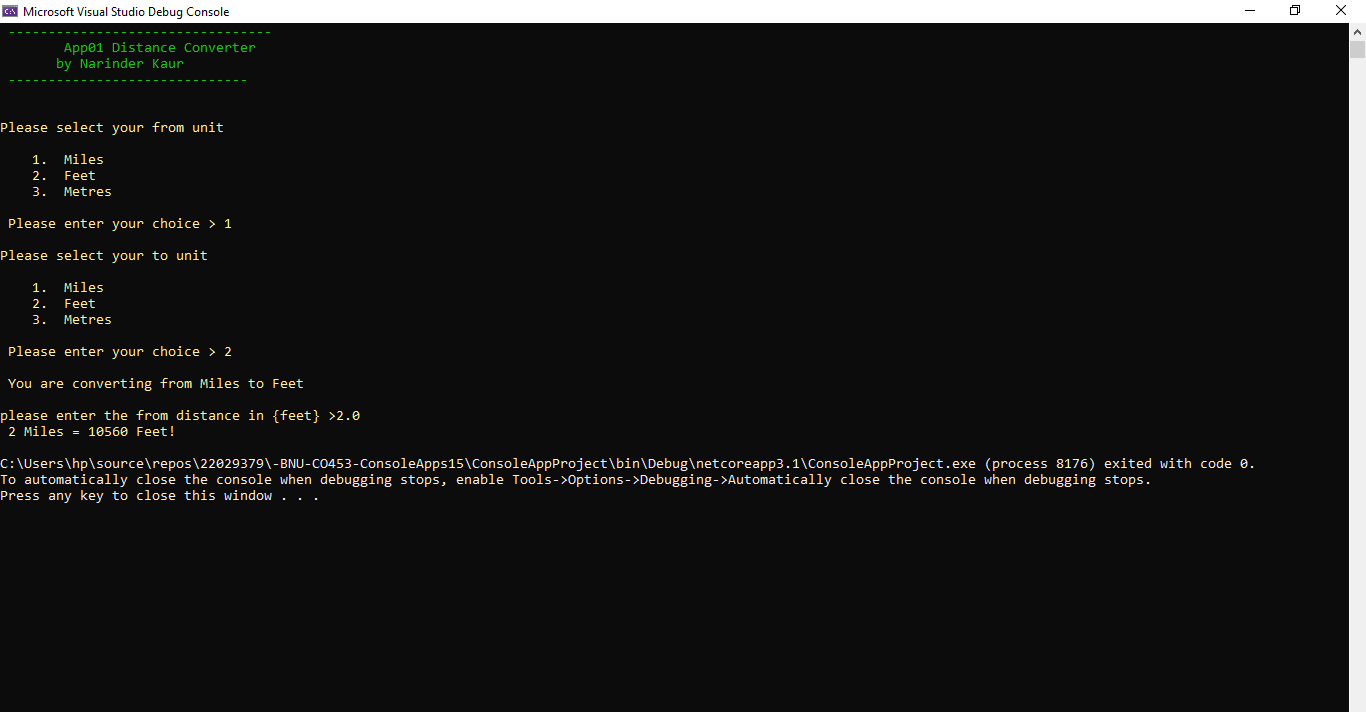 Microsoft Visual Studio Debug Console
---------------------------------
App01 Distance Converter
by Narinder Kaur
------------------------------
Please select your from unit
1. Miles
2. Feet
3. Metres
Please enter your choice > 1
Please select your to unit
1. Miles
2. Feet
3. Metres
Please enter your choice > 2
You are converting from Miles to Feet
please enter the from distance in {feet} >2.0
2 Miles = 10560 Feet!
C:\Users\hp\source\repos\22029379\-BNU-CO453-ConsoleApps15\ConsoleAppProject\bin\Debug\netcoreapp3.1\ConsoleAppProject.exe (process 8176) exited with code 0.
To automatically close the console when debugging stops, enable Tools->Options->Debugging->Automatically close the console when debugging stops.
Press any key to close this window . . .